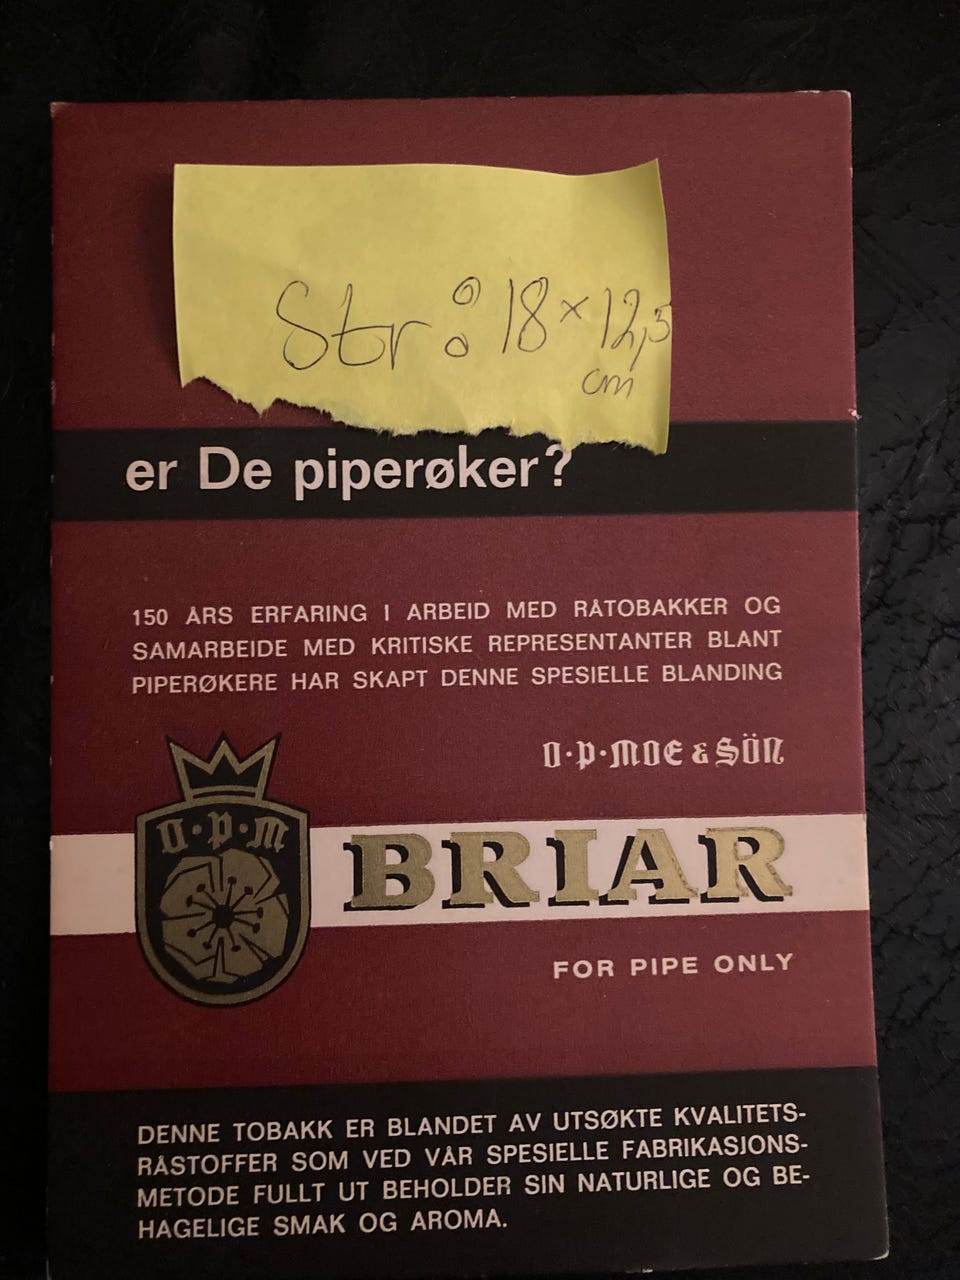 Str : 18 x 12,5
cm
er De piperøker?
150 ÅRS ERFARING I ARBEID MED RÅTOBAKKER OG
SAMARBEIDE MED KRITISKE REPRESENTANTER BLANT
PIPERØKERE HAR SKAPT DENNE SPESIELLE BLANDING
O·P·MOE & SÖN
O·P·M
BRIAR
FOR PIPE ONLY
DENNE TOBAKK ER BLANDET AV UTSØKTE KVALITETS-
RÅSTOFFER SOM VED VÅR SPESIELLE FABRIKASJONS-
METODE FULLT UT BEHOLDER SIN NATURLIGE OG BE-
HAGELIGE SMAK OG AROMA.